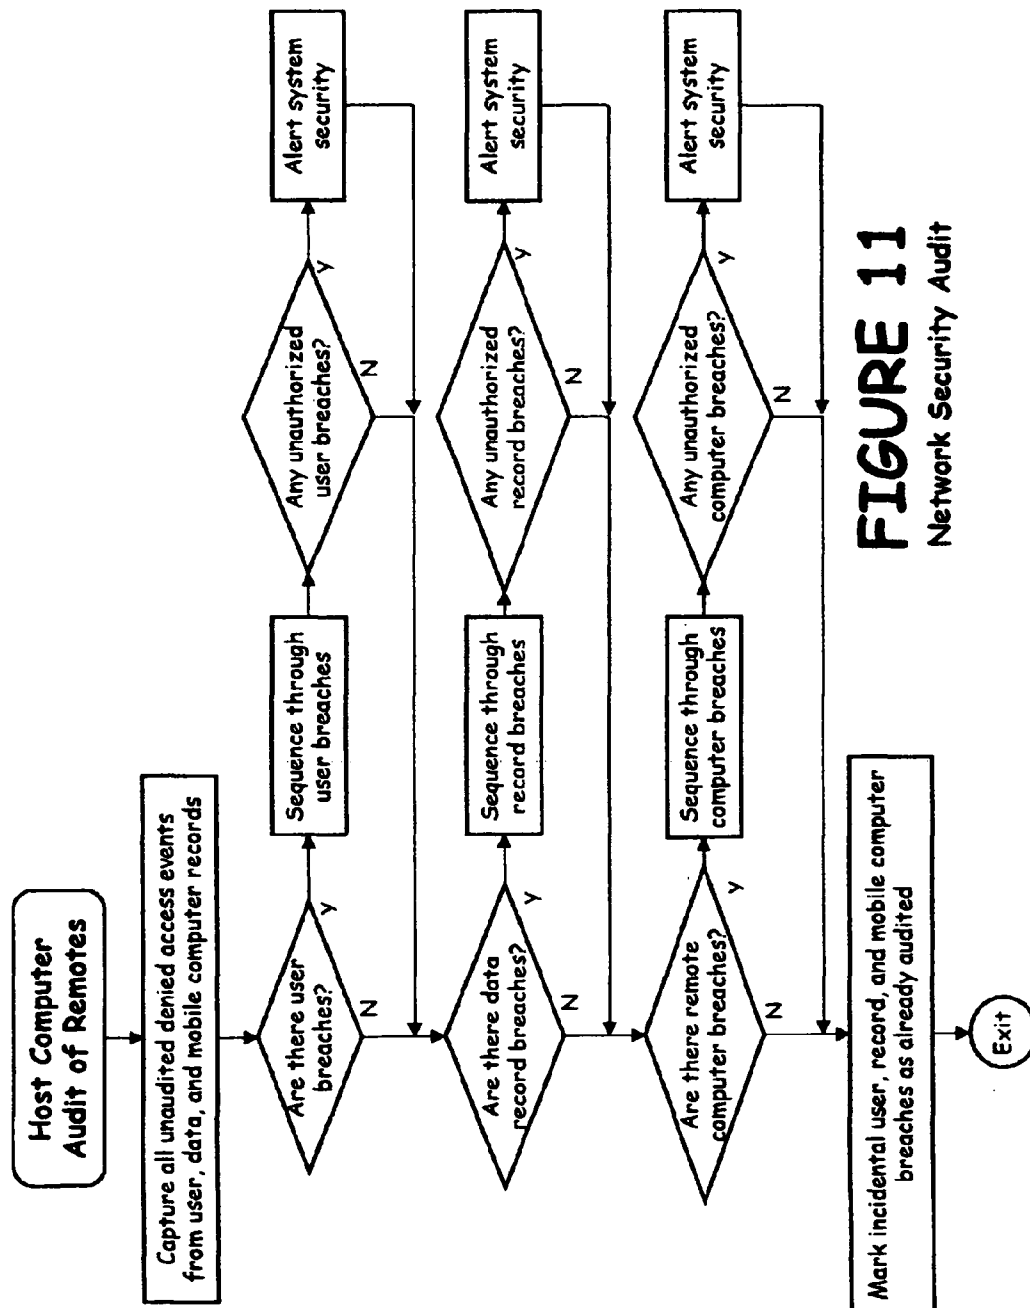 Host Computer
Audit of Remotes
Capture all unaudited denied access events
from user, data, and mobile computer records
Are there user
breaches?
Y
N
Sequence through
user breaches
Any unauthorized
user breaches?
Y
N
Alert system
security
Are there data
record breaches?
Y
N
Sequence through
record breaches
Any unauthorized
record breaches?
Y
N
Alert system
security
Are there remote
computer breaches?
Y
N
Sequence through
computer breaches
Any unauthorized
computer breaches?
Y
N
Alert system
security
Mark incidental user, record, and mobile computer
breaches as already audited
Exit
FIGURE 11
Network Security Audit